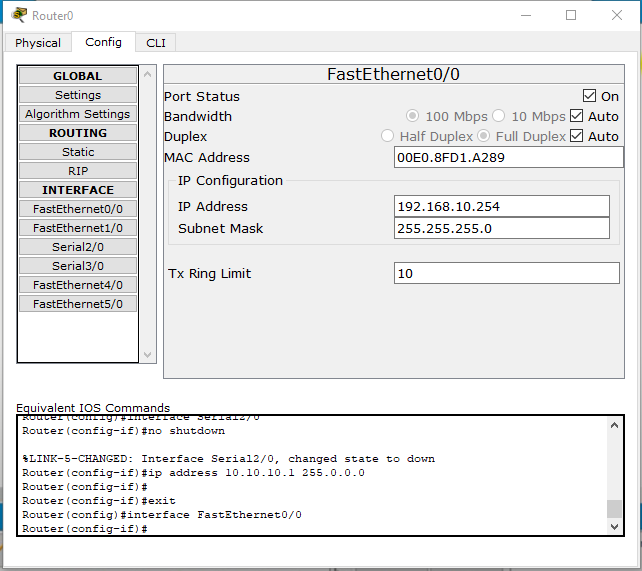 Router0
Physical Config CLI
GLOBAL
Settings
Algorithm Settings
ROUTING
Static
RIP
INTERFACE
FastEthernet0/0
FastEthernet1/0
Serial2/0
Serial3/0
FastEthernet4/0
FastEthernet5/0
FastEthernet0/0
Port Status On
Bandwidth 100 Mbps 10 Mbps Auto
Duplex Half Duplex Full Duplex Auto
MAC Address 00E0.8FD1.A289
IP Configuration
IP Address 192.168.10.254
Subnet Mask 255.255.255.0
Tx Ring Limit 10
Equivalent IOS Commands
Router(config)#interface Serial2/0
Router(config-if)#no shutdown
%LINK-5-CHANGED: Interface Serial2/0, changed state to down
Router(config-if)#ip address 10.10.10.1 255.0.0.0
Router(config-if)#
Router(config-if)#exit
Router(config)#interface FastEthernet0/0
Router(config-if)#